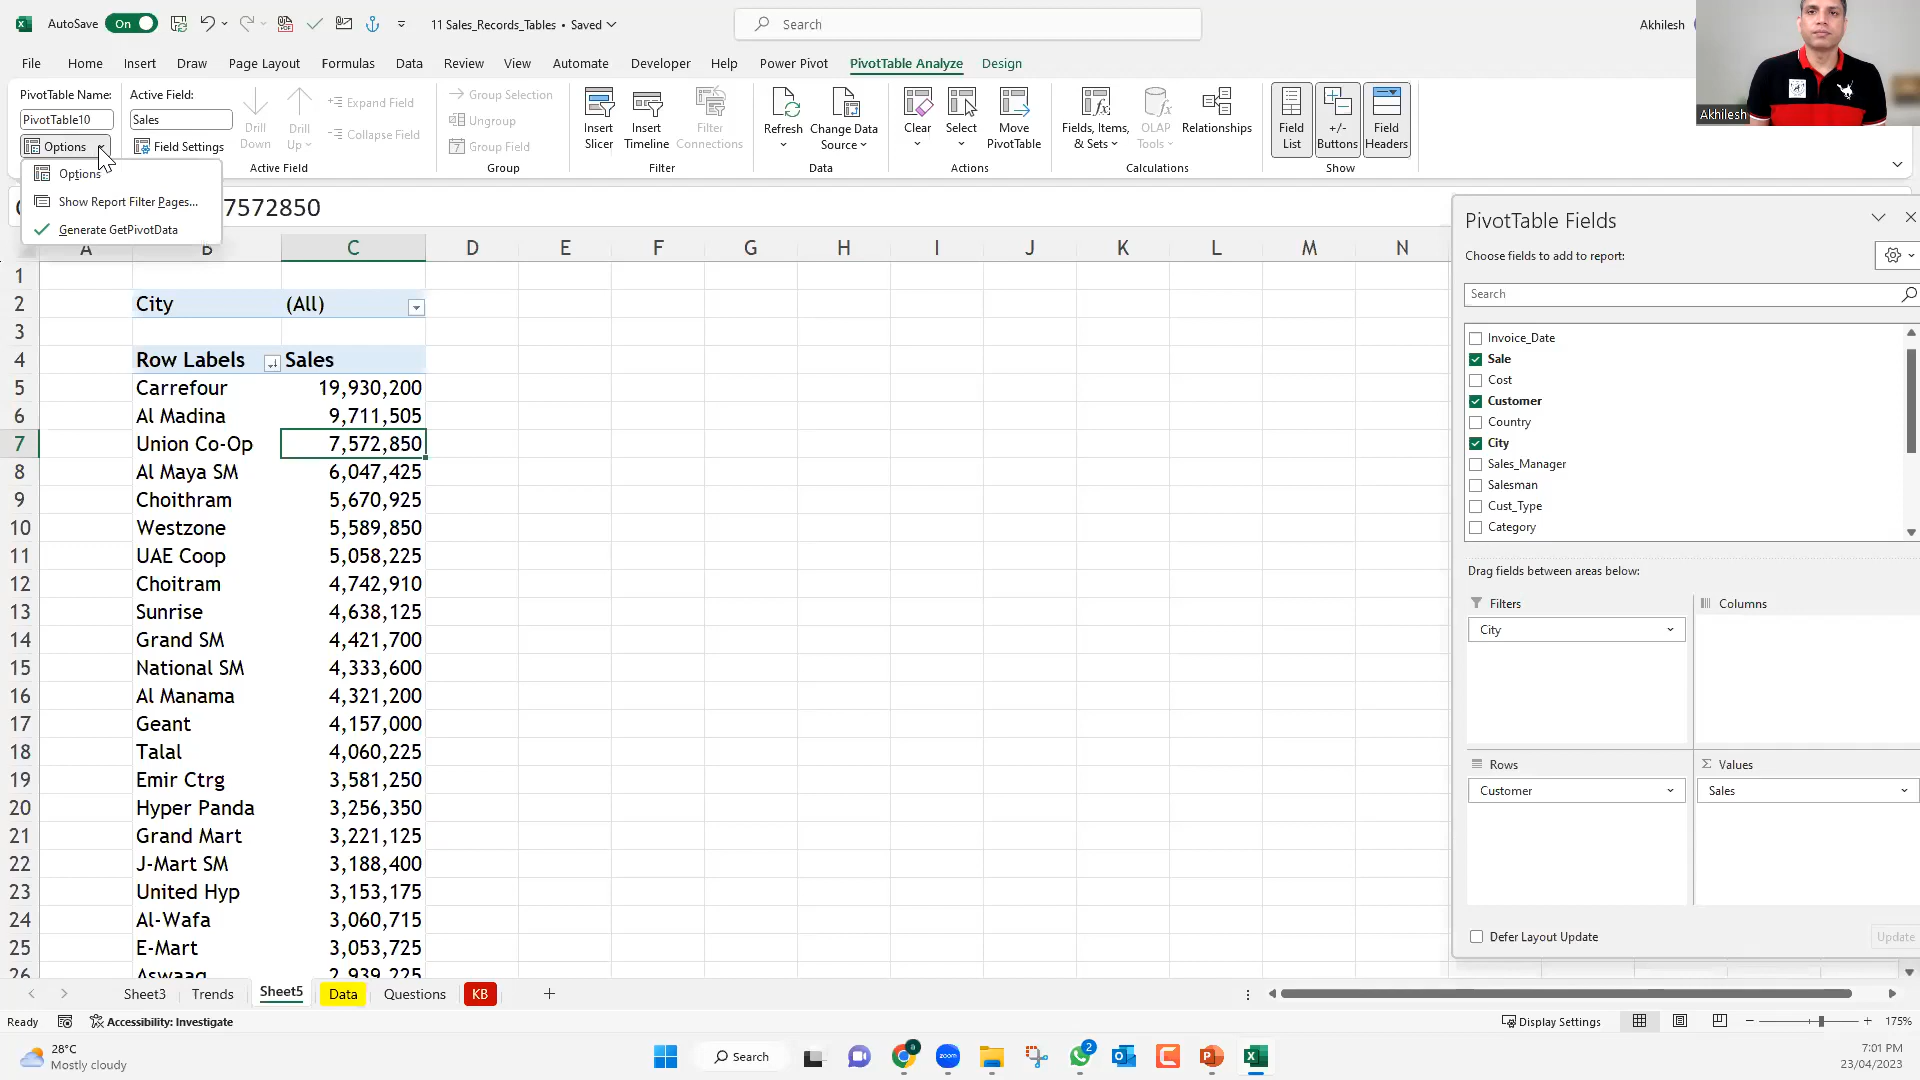 AutoSave On 11 Sales_Records_Tables • Saved Search Akhilesh
File Home Insert Draw Page Layout Formulas Data Review View Automate Developer Help Power Pivot PivotTable Analyze Design
PivotTable Name:
PivotTable10
Options
Active Field:
Sales
Field Settings
Drill Down
Drill Up
Expand Field
Collapse Field
Active Field
Group Selection
Ungroup
Group Field
Group
Insert Slicer
Insert Timeline
Filter Connections
Filter
Refresh
Change Data Source
Data
Clear
Select
Move PivotTable
Actions
Fields, Items, & Sets
OLAP Tools
Relationships
Calculations
Field List
+/- Buttons
Field Headers
Show
Akhilesh
Options
Show Report Filter Pages...
Generate GetPivotData
7572850
A B C D E F G H I J K L M N
1
2 City (All)
3
4 Row Labels Sales
5 Carrefour 19,930,200
6 Al Madina 9,711,505
7 Union Co-Op 7,572,850
8 Al Maya SM 6,047,425
9 Choithram 5,670,925
10 Westzone 5,589,850
11 UAE Coop 5,058,225
12 Choitram 4,742,910
13 Sunrise 4,638,125
14 Grand SM 4,421,700
15 National SM 4,333,600
16 Al Manama 4,321,200
17 Geant 4,157,000
18 Talal 4,060,225
19 Emir Ctrg 3,581,250
20 Hyper Panda 3,256,350
21 Grand Mart 3,221,125
22 J-Mart SM 3,188,400
23 United Hyp 3,153,175
24 Al-Wafa 3,060,715
25 E-Mart 3,053,725
26 Aswaaq 2,939,225
PivotTable Fields
Choose fields to add to report:
Search
Invoice_Date
Sale
Cost
Customer
Country
City
Sales_Manager
Salesman
Cust_Type
Category
Drag fields between areas below:
Filters
City
Columns
Rows
Customer
Σ Values
Sales
Defer Layout Update Update
Sheet3 Trends Sheet5 Data Questions KB
Ready Accessibility: Investigate Display Settings 175%
28°C
Mostly cloudy
Search
a
zoom
2
7:01 PM
23/04/2023